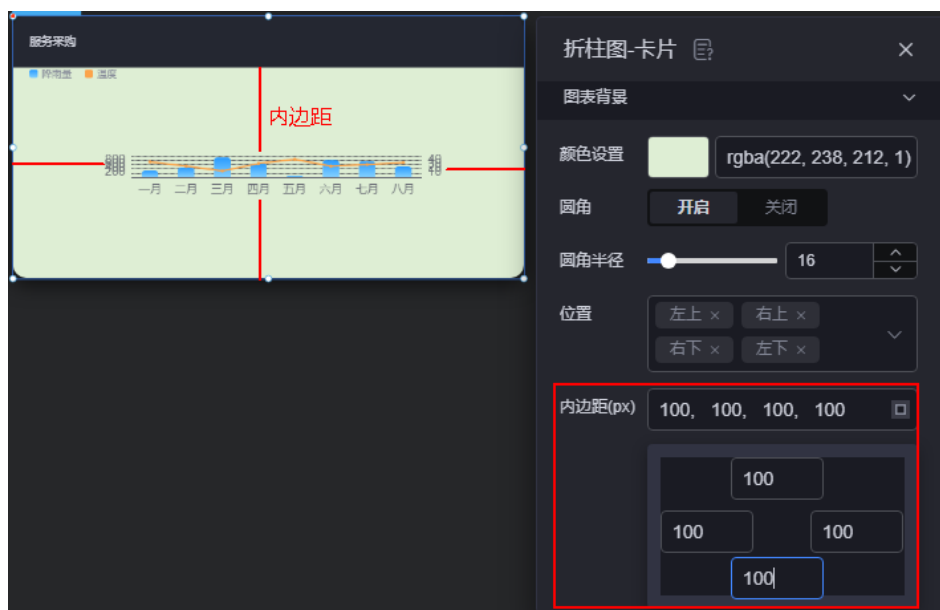 服务采购
降雨量 温度
内边距
一月 二月 三月 四月 五月 六月 七月 八月
折柱图-卡片
图表背景
颜色设置 rgba(222, 238, 212, 1)
圆角 开启 关闭
圆角半径 16
位置 左上 × 右上 ×
右下 × 左下 ×
内边距(px) 100, 100, 100, 100
100
100 100
100